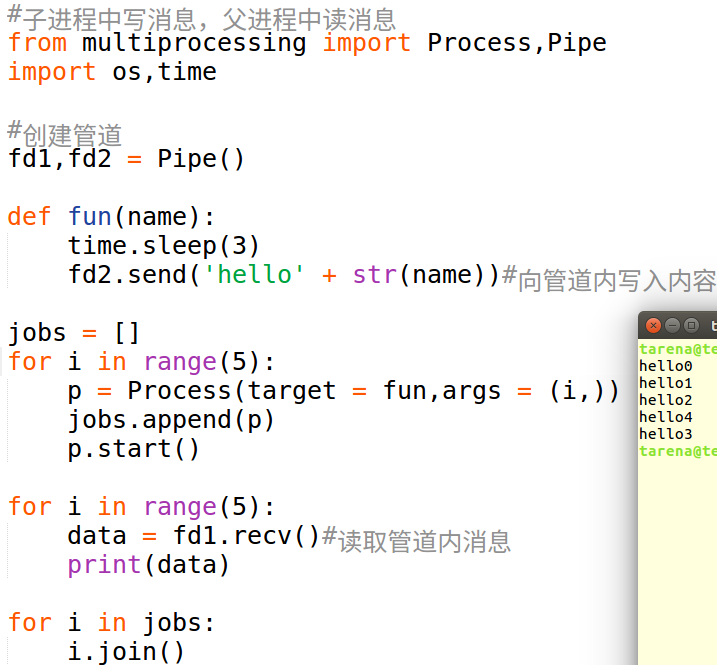 #子进程中写消息，父进程中读消息
from multiprocessing import Process,Pipe
import os,time
#创建管道
fd1,fd2 = Pipe()
def fun(name):
    time.sleep(3)
    fd2.send('hello' + str(name))#向管道内写入内容
jobs = []
for i in range(5):
    p = Process(target = fun,args = (i,))
    jobs.append(p)
    p.start()
for i in range(5):
    data = fd1.recv()#读取管道内消息
    print(data)
for i in jobs:
    i.join()
tarena@te
hello0
hello1
hello2
hello4
hello3
tarena@te